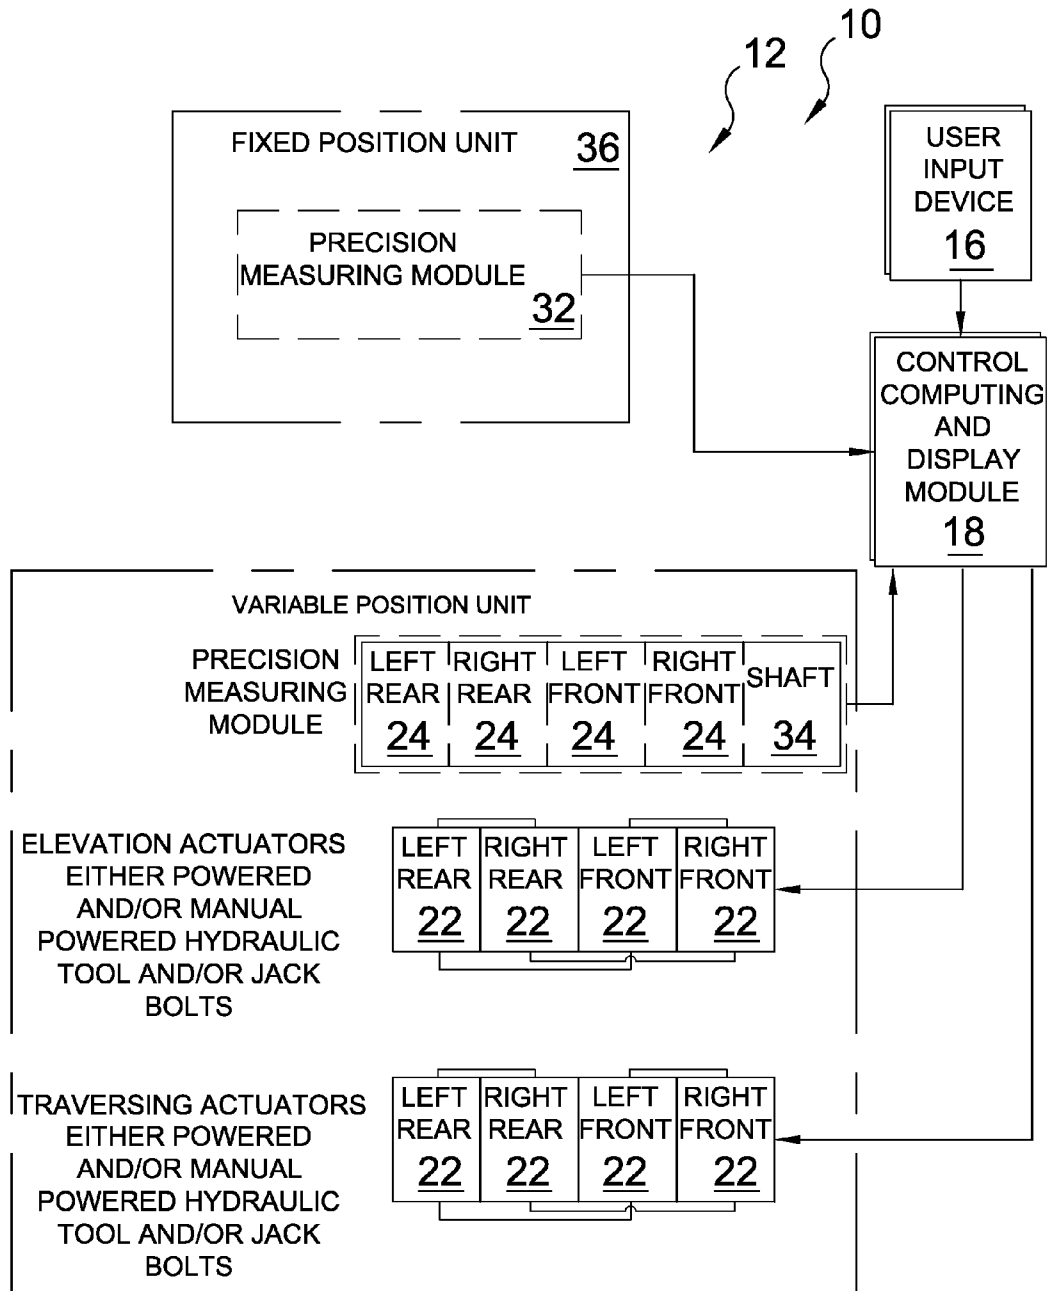 10
12
FIXED POSITION UNIT
36
PRECISION
MEASURING MODULE
32
USER
INPUT
DEVICE
16
CONTROL
COMPUTING
AND
DISPLAY
MODULE
18
VARIABLE POSITION UNIT
PRECISION
MEASURING
MODULE
LEFT
REAR
24
RIGHT
REAR
24
LEFT
FRONT
24
RIGHT
FRONT
24
SHAFT
34
ELEVATION ACTUATORS
EITHER POWERED
AND/OR MANUAL
POWERED HYDRAULIC
TOOL AND/OR JACK
BOLTS
LEFT
REAR
22
RIGHT
REAR
22
LEFT
FRONT
22
RIGHT
FRONT
22
TRAVERSING ACTUATORS
EITHER POWERED
AND/OR MANUAL
POWERED HYDRAULIC
TOOL AND/OR JACK
BOLTS
LEFT
REAR
22
RIGHT
REAR
22
LEFT
FRONT
22
RIGHT
FRONT
22